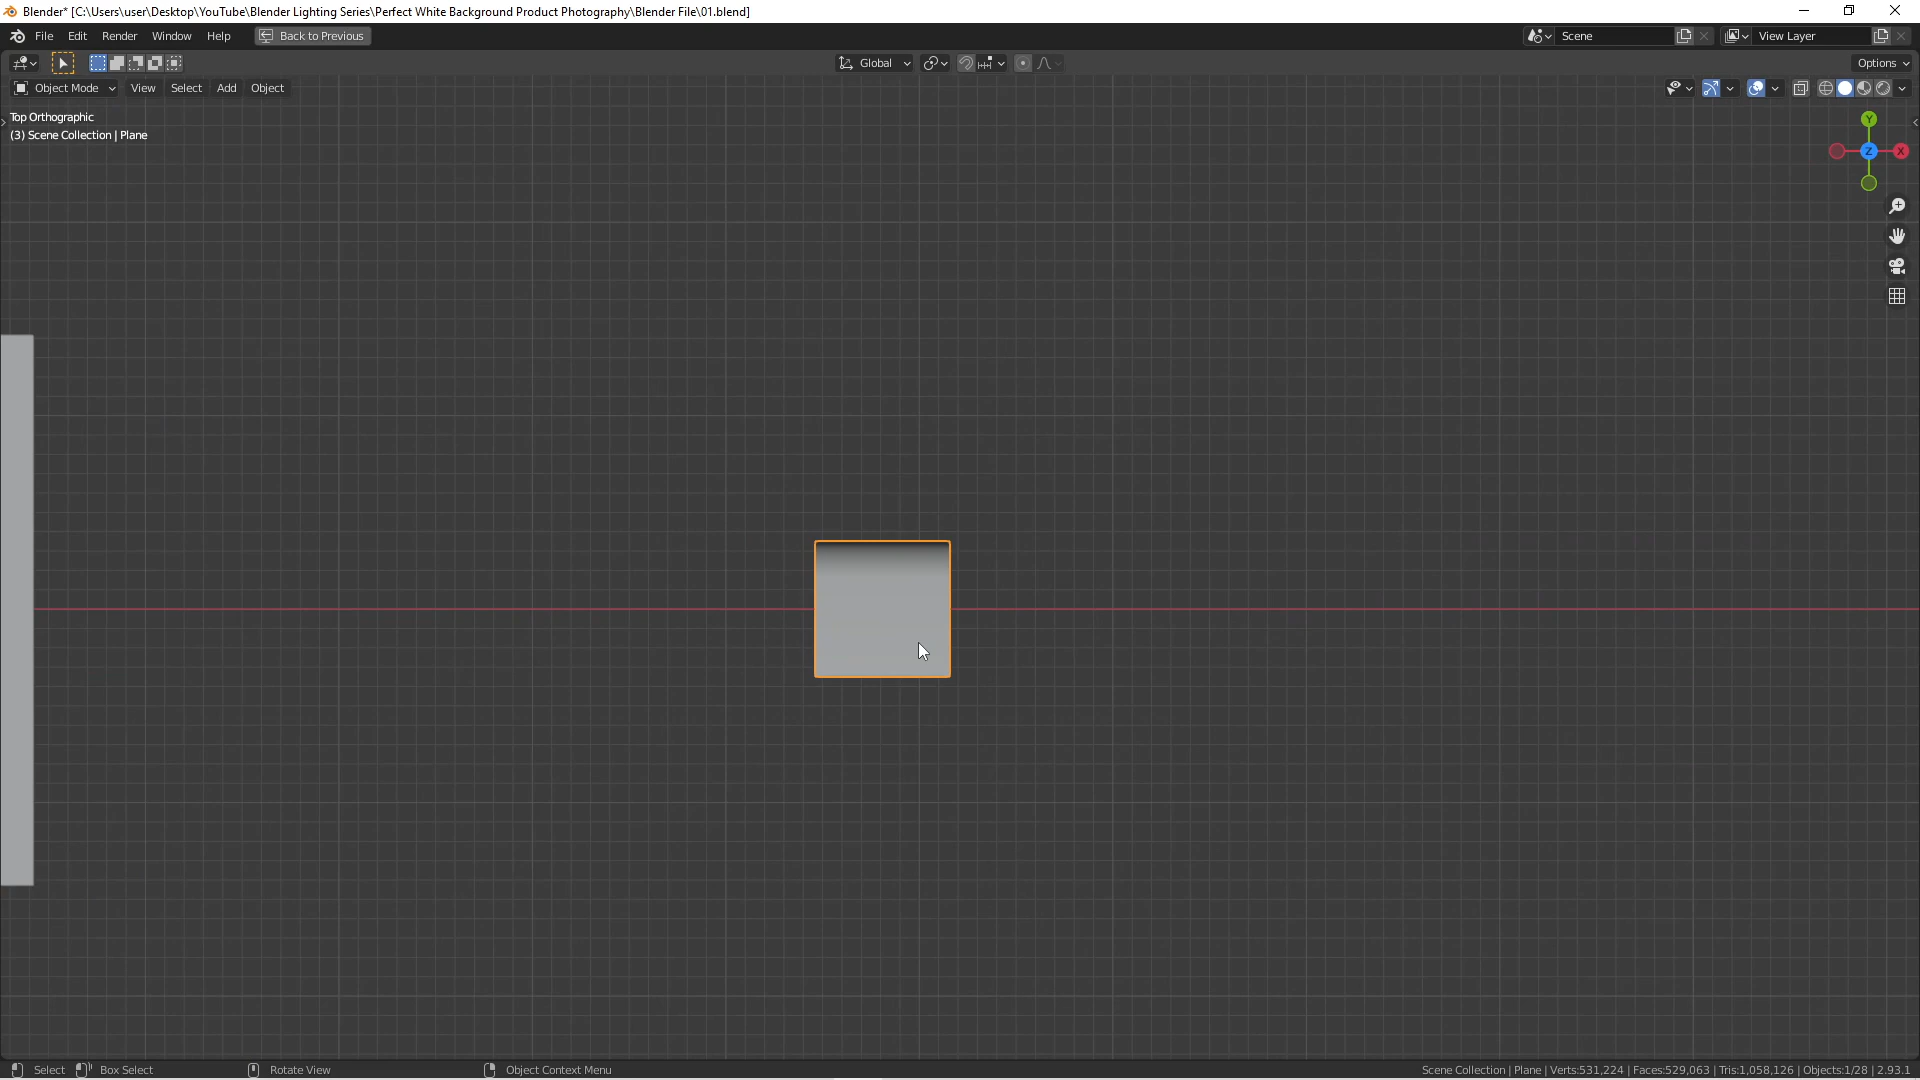 Blender* [C:\Users\user\Desktop\YouTube\Blender Lighting Series\Perfect White Background Product Photography\Blender File\01.blend]
File Edit Render Window Help Back to Previous Scene View Layer
Global Options
Object Mode View Select Add Object
Top Orthographic
(3) Scene Collection | Plane
Y
Z X
Select Box Select Rotate View Object Context Menu Scene Collection | Plane | Verts:531,224 | Faces:529,063 | Tris:1,058,126 | Objects:1/28 | 2.93.1